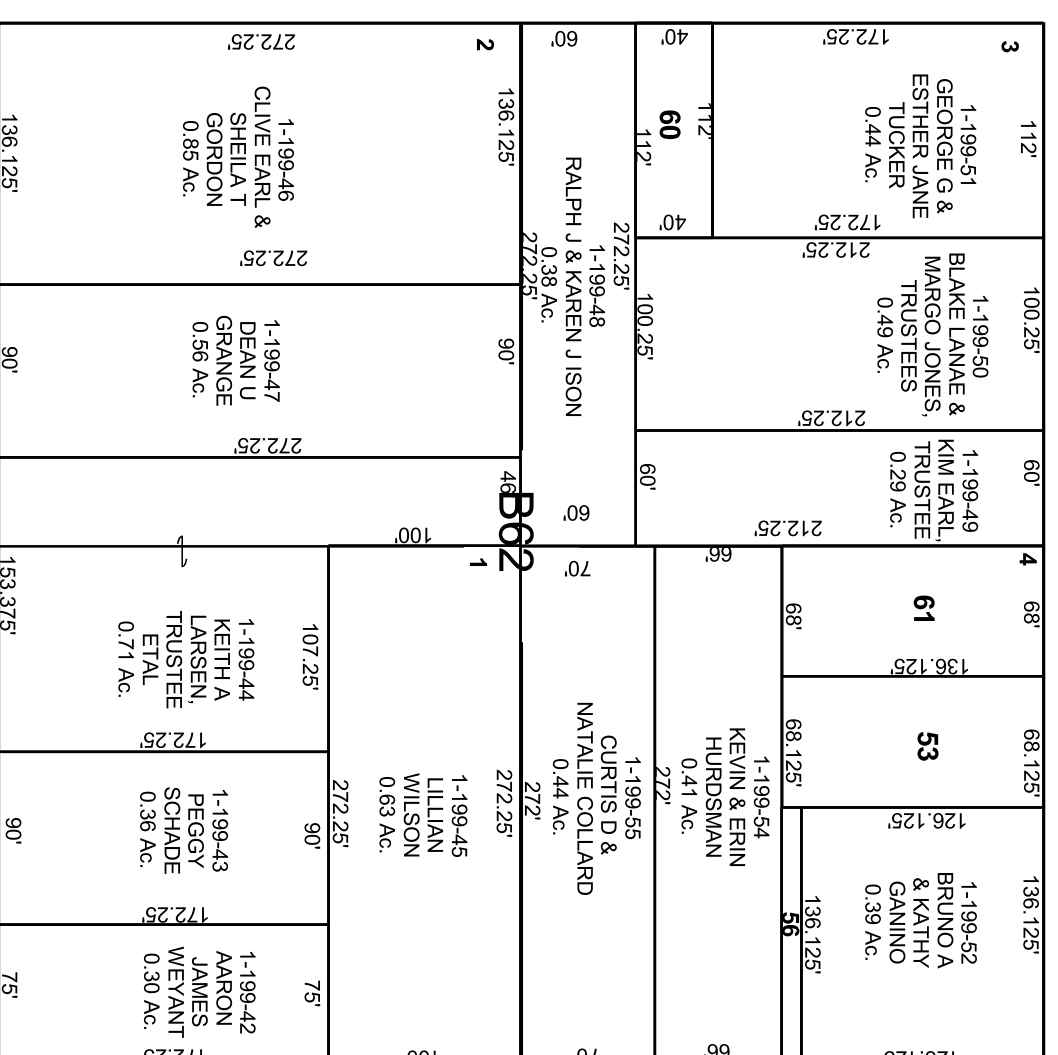 272.25'
2
136.125'
136.125'
1-199-46
CLIVE EARL &
SHEILA T
GORDON
0.85 Ac.
272.25'
60'
40'
60
112'
112'
40'
172.25'
3
112'
1-199-51
GEORGE G &
ESTHER JANE
TUCKER
0.44 Ac.
172.25'
1-199-48
RALPH J & KAREN J ISON
0.38 Ac.
272.25'
272.25'
60'
212.25'
100.25'
100.25'
1-199-50
BLAKE LANAE &
MARGO JONES,
TRUSTEES
0.49 Ac.
212.25'
1-199-47
DEAN U
GRANGE
0.56 Ac.
90'
90'
272.25'
60'
60'
1-199-49
KIM EARL,
TRUSTEE
0.29 Ac.
212.25'
46
B62
100'
153.375'
1
107.25'
1-199-44
KEITH A
LARSEN,
TRUSTEE
ETAL
0.71 Ac.
172.25'
70'
66'
4
68'
68'
61
136.125'
53
68.125'
68.125'
1-199-43
PEGGY
SCHADE
0.36 Ac.
90'
90'
172.25'
1-199-45
LILLIAN
WILSON
0.63 Ac.
272.25'
272.25'
1-199-55
CURTIS D &
NATALIE COLLARD
0.44 Ac.
272'
1-199-54
KEVIN & ERIN
HURDSMAN
0.41 Ac.
272'
126.125'
1-199-52
BRUNO A
& KATHY
GANINO
0.39 Ac.
136.125'
136.125'
56
1-199-42
AARON
JAMES
WEYANT
0.30 Ac.
75'
75'
172.25'
70'
66'
126.125'